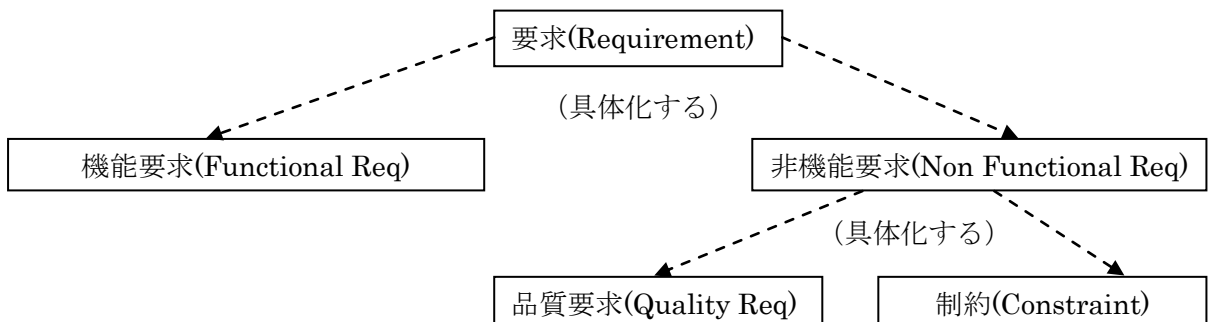 要求(Requirement)
（具体化する）
機能要求(Functional Req)
非機能要求(Non Functional Req)
（具体化する）
品質要求(Quality Req)
制約(Constraint)